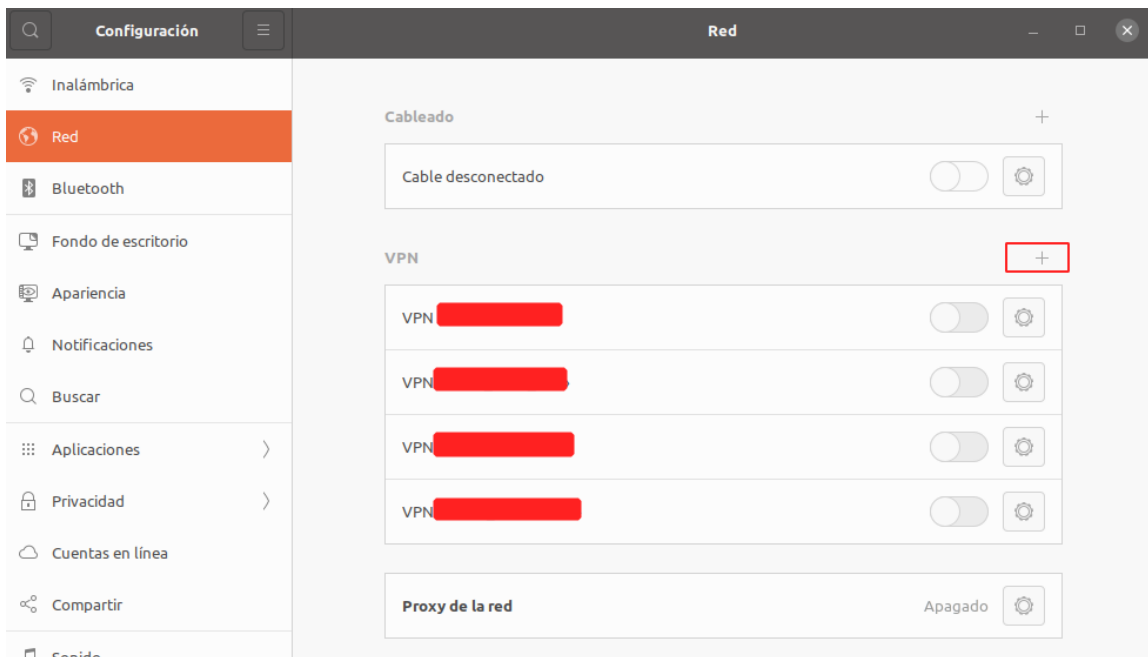 Configuración
Red
Inalámbrica
Red
Bluetooth
Fondo de escritorio
Apariencia
Notificaciones
Buscar
Aplicaciones
Privacidad
Cuentas en línea
Compartir
Sonido
Cableado
Cable desconectado
VPN
VPN
VPN
VPN
VPN
Proxy de la red
Apagado